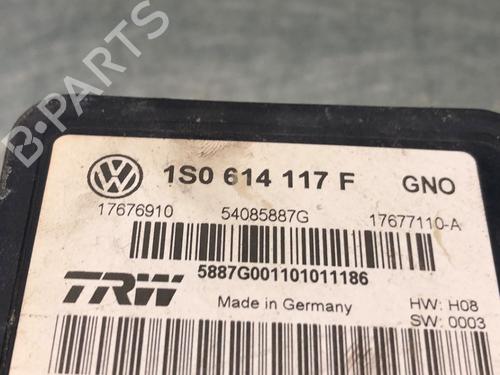 B-PARTS
1S0 614 117 F GNO
17676910 54085887G 17677110-A
5887G001101011186
TRW Made in Germany HW: H08
SW: 0003